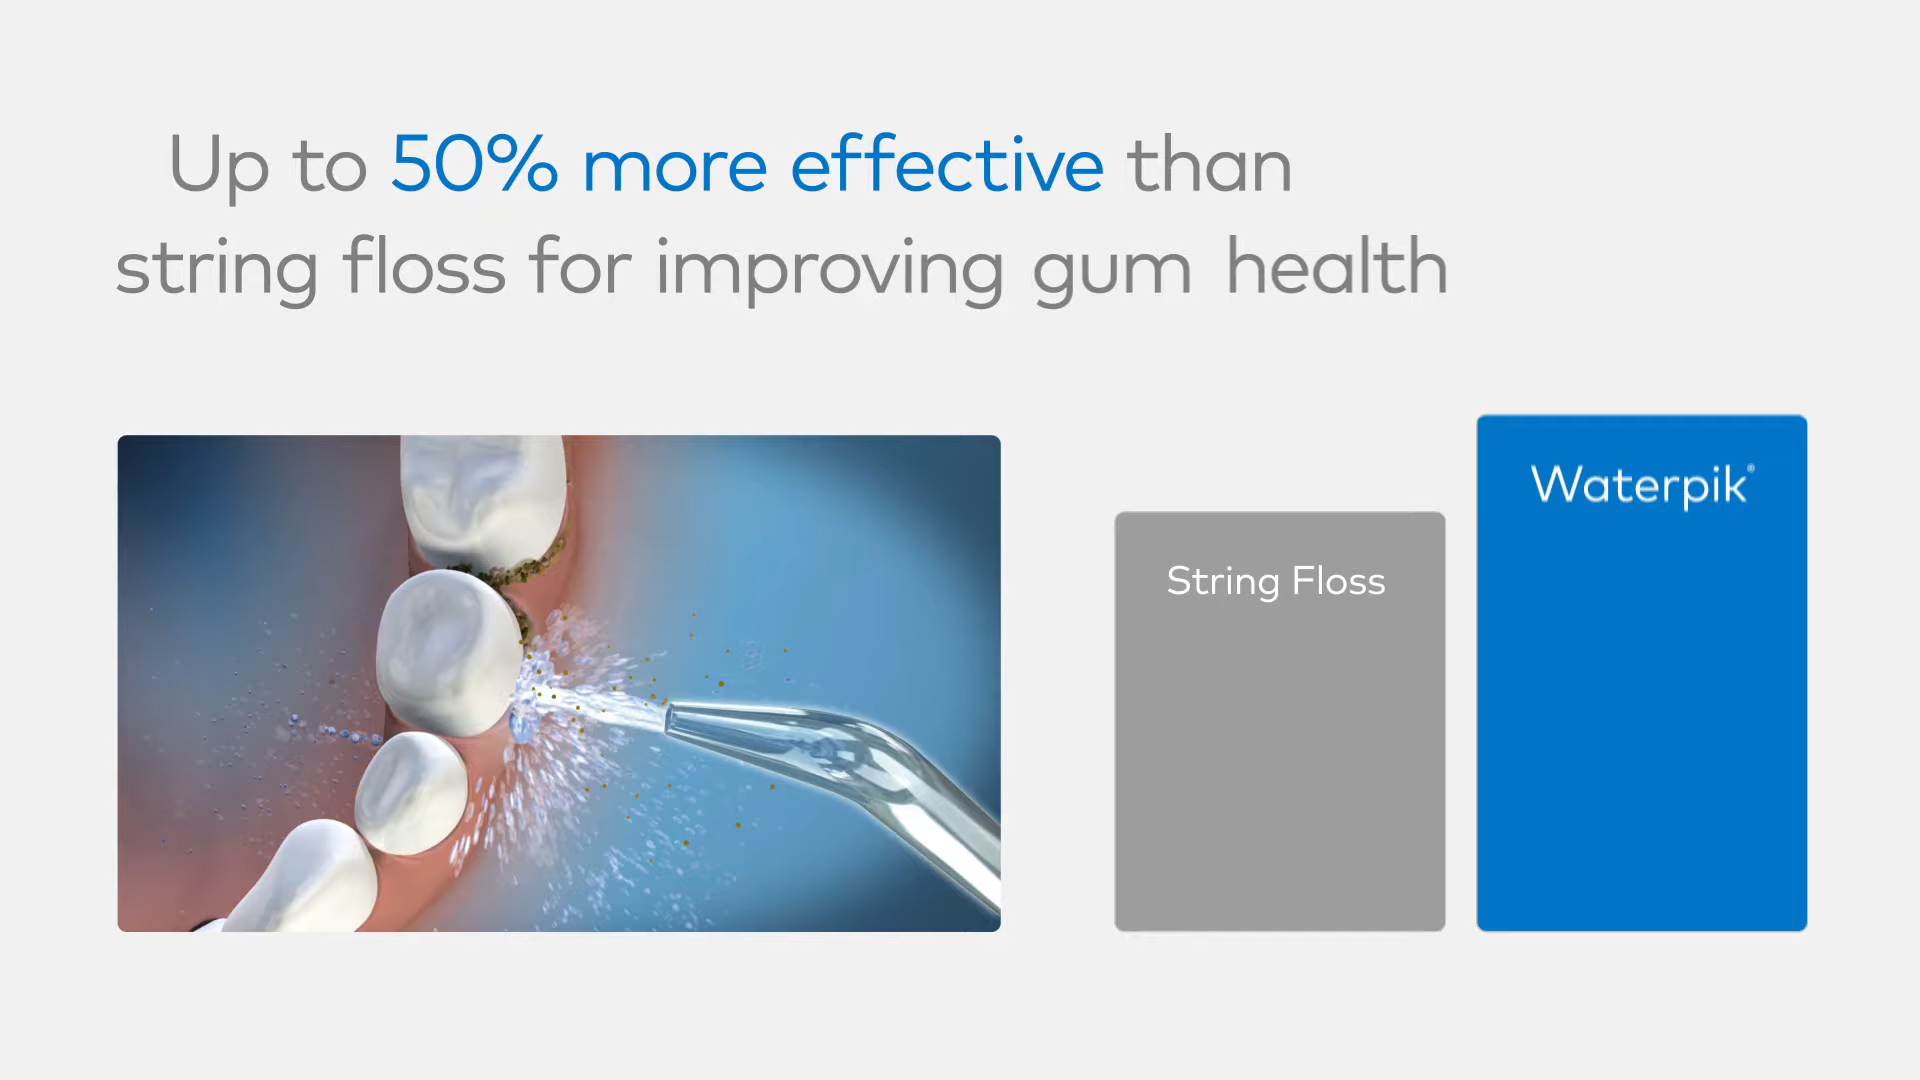 Up to 50% more effective than
string floss for improving gum health
String Floss
Waterpik®